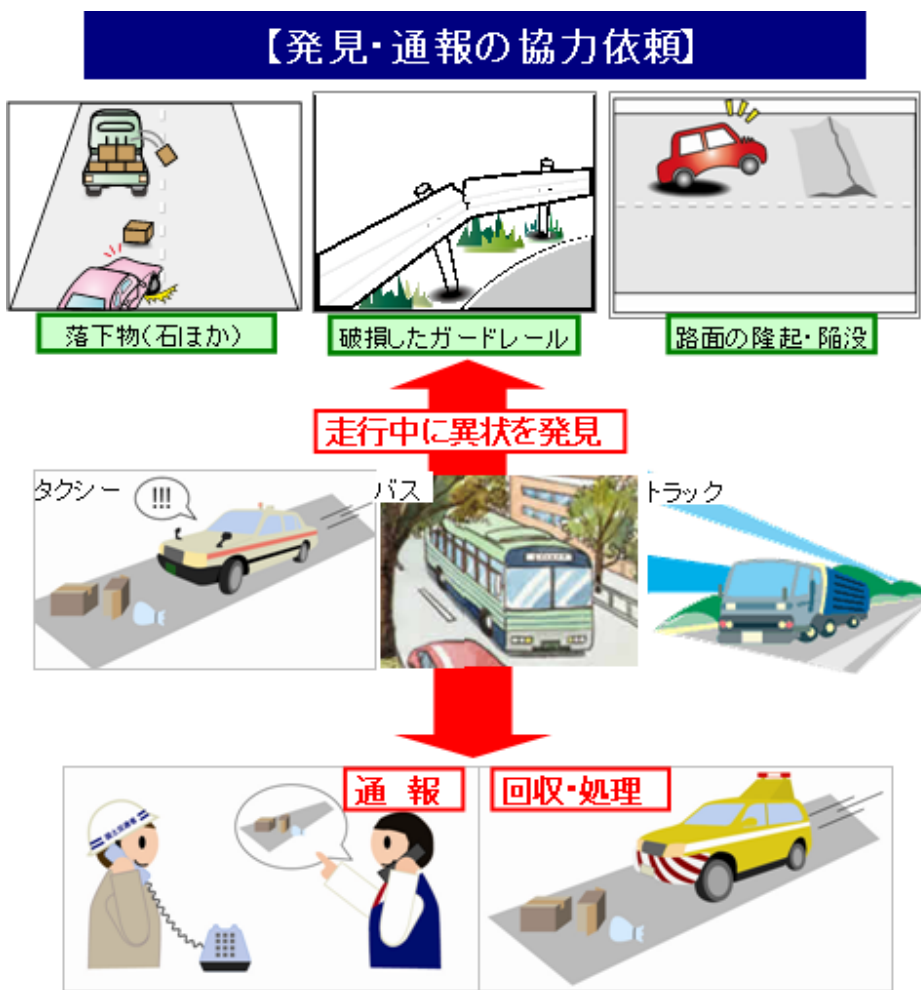 【発見・通報の協力依頼】
落下物(石ほか)
破損したガードレール
路面の隆起・陥没
走行中に異状を発見
タクシー
!!!
バス
トラック
通 報
回収・処理